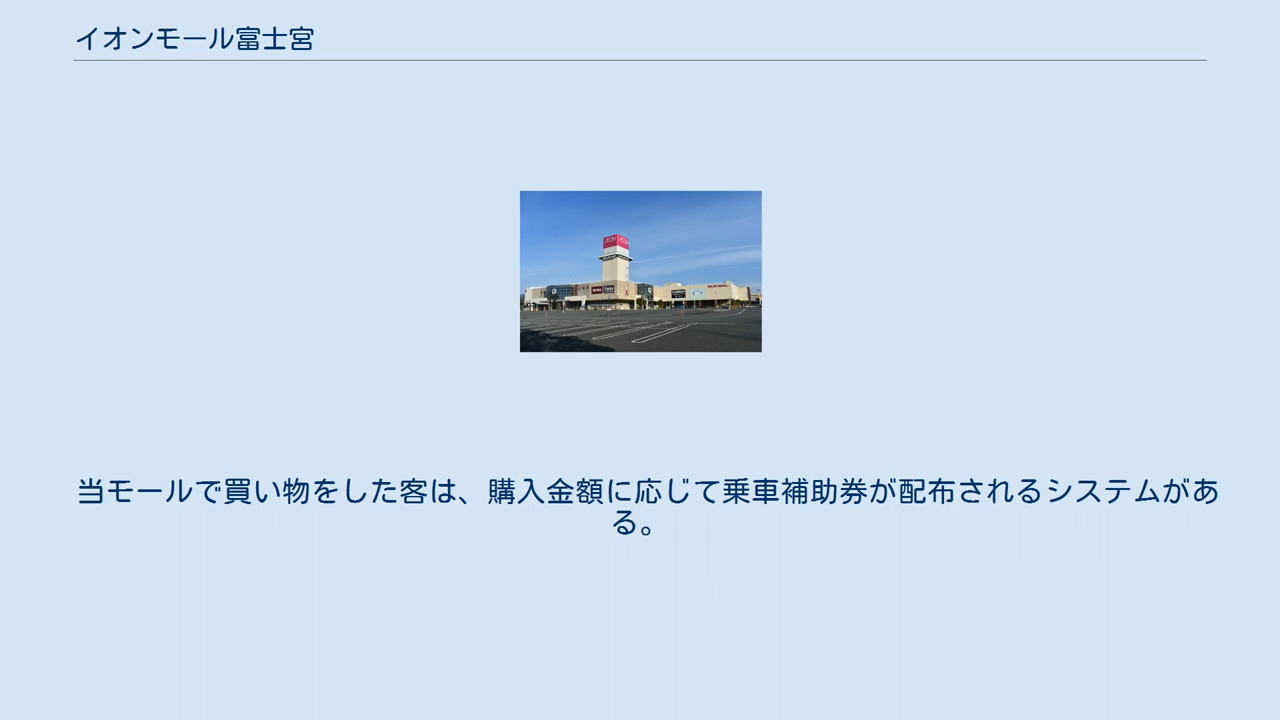 イオンモール富士宮
ÆON ÆON
当モールで買い物をした客は、購入金額に応じて乗車補助券が配布されるシステムがあ
る。